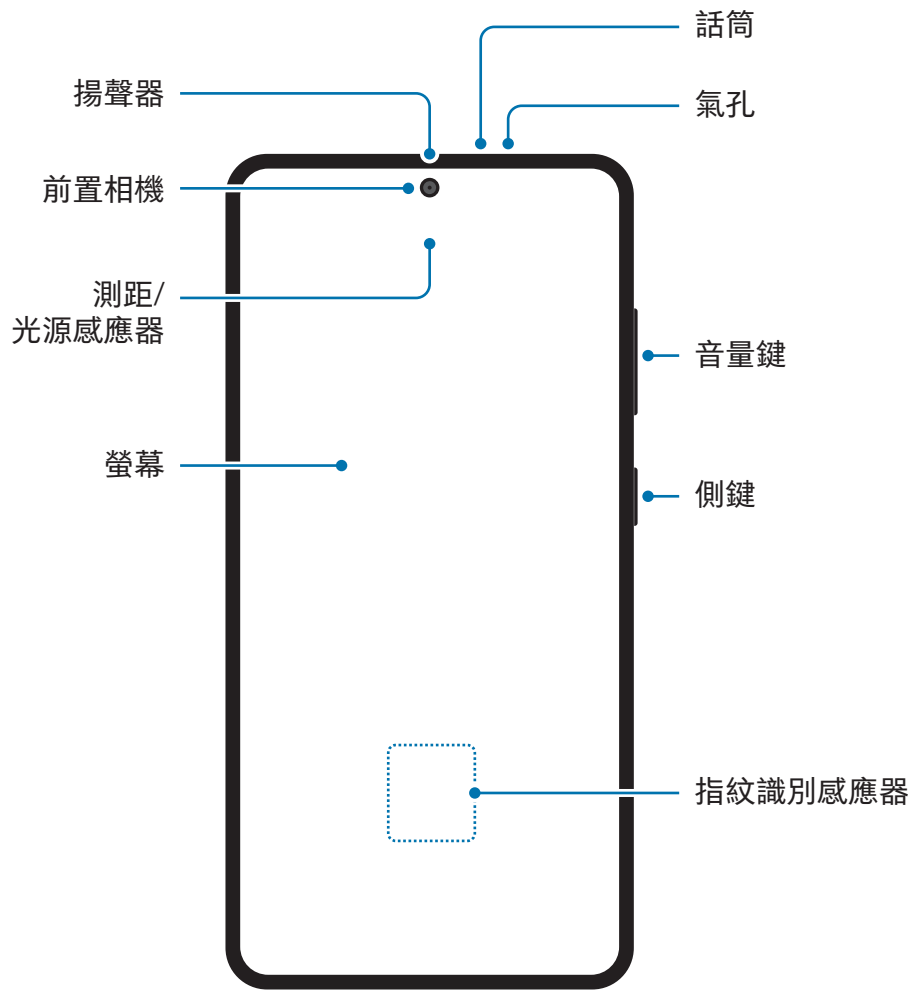 話筒
揚聲器
氣孔
前置相機
測距/
光源感應器
音量鍵
螢幕
側鍵
指紋識別感應器